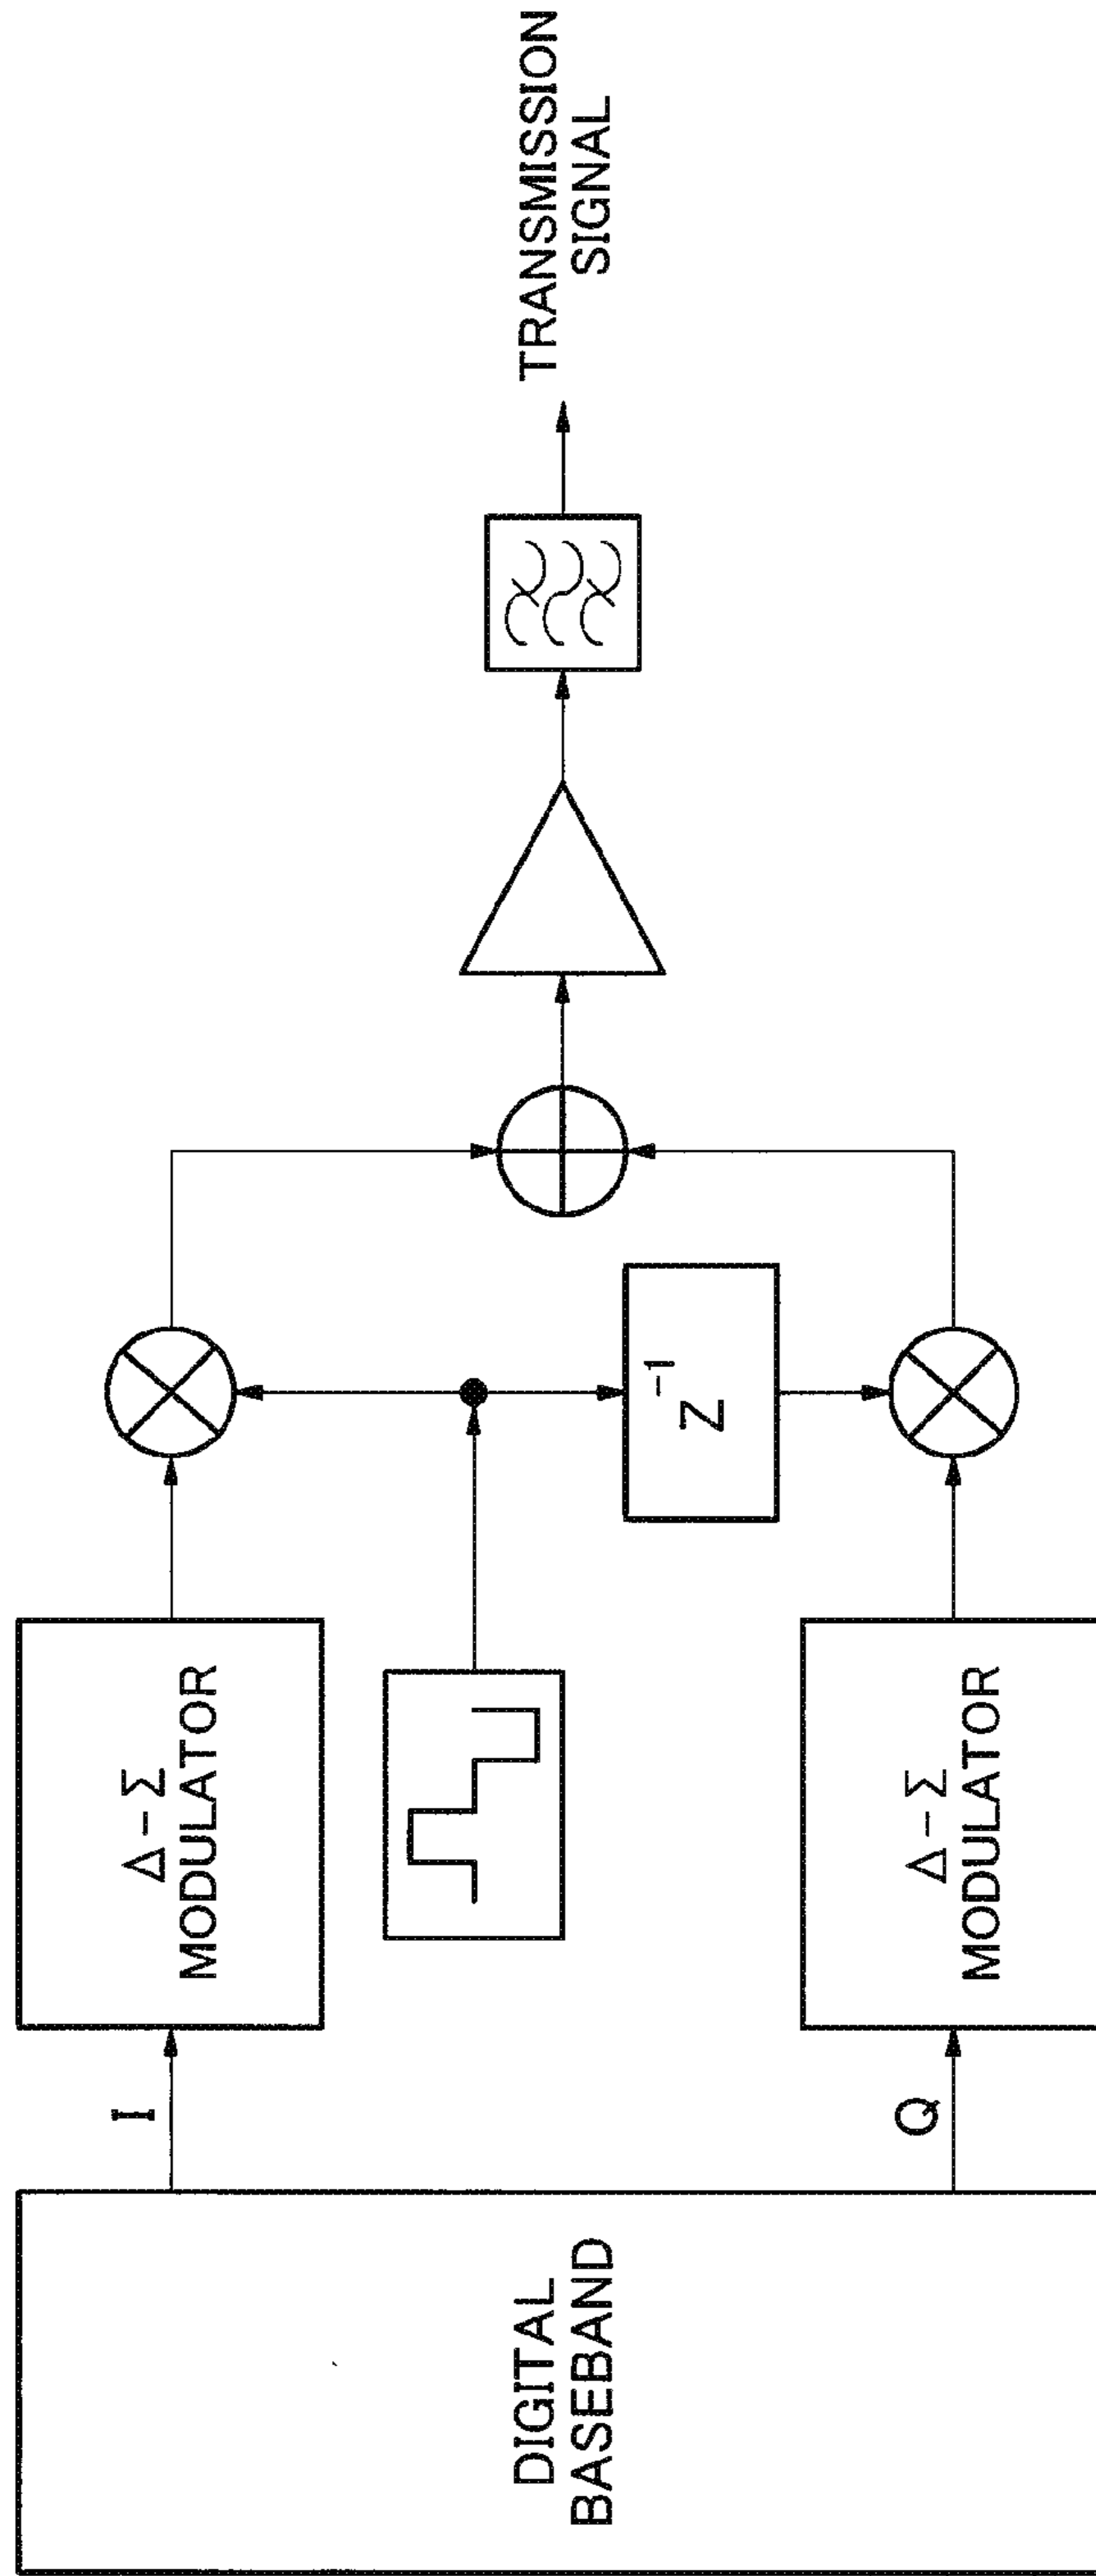 DIGITAL
BASEBAND
I
Q
Δ-Σ
MODULATOR
Δ-Σ
MODULATOR
Z⁻¹
TRANSMISSION
SIGNAL